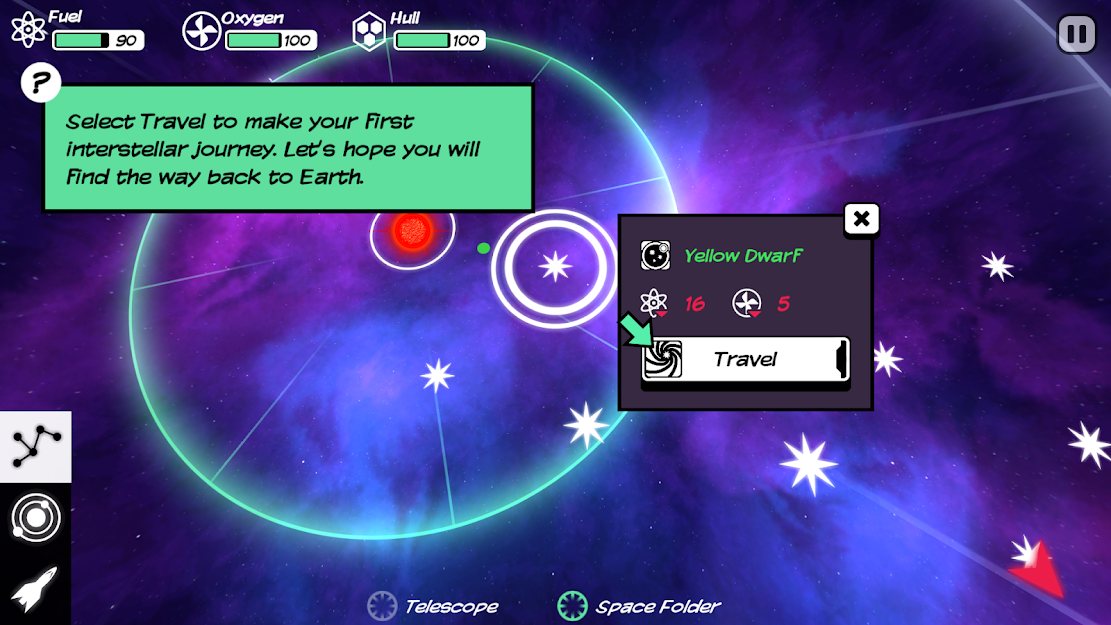 Fuel
90
Oxygen
100
Hull
100
?
Select Travel to make your first
interstellar journey. Let's hope you will
find the way back to Earth.
Yellow Dwarf
16 5
Travel
Telescope
Space Folder